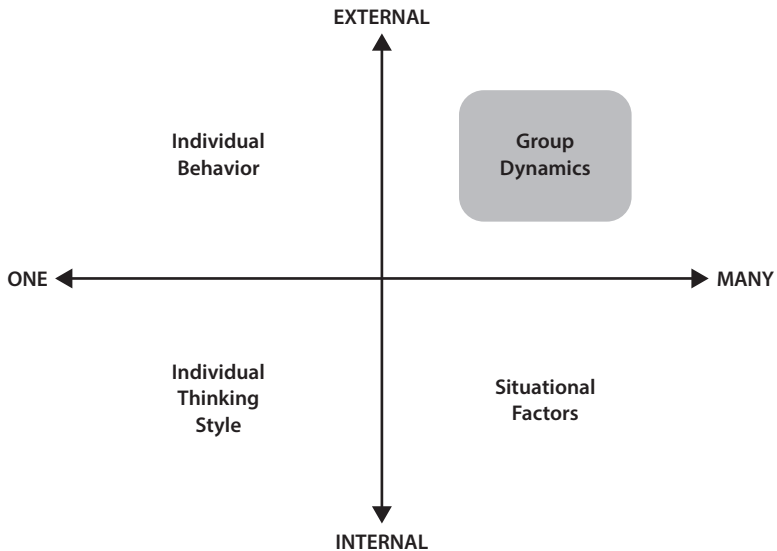 EXTERNAL
Individual
Behavior
Group
Dynamics
ONE
MANY
Individual
Thinking
Style
Situational
Factors
INTERNAL